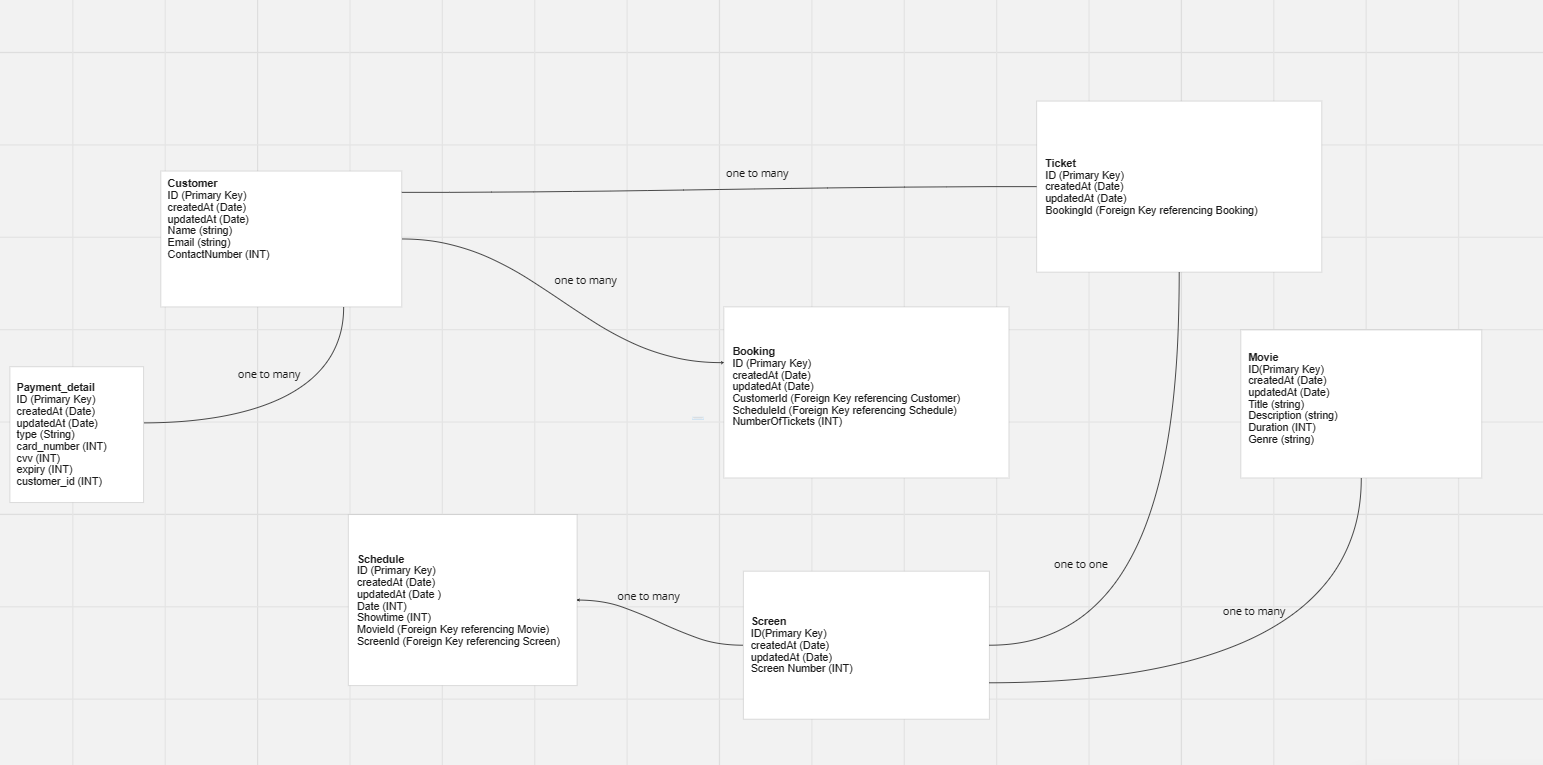 Customer
ID (Primary Key)
createdAt (Date)
updatedAt (Date)
Name (string)
Email (string)
ContactNumber (INT)
one to many
Ticket
ID (Primary Key)
createdAt (Date)
updatedAt (Date)
BookingId (Foreign Key referencing Booking)
one to many
one to many
Payment_detail
ID (Primary Key)
createdAt (Date)
updatedAt (Date)
type (String)
card_number (INT)
cvv (INT)
expiry (INT)
customer_id (INT)
Booking
ID (Primary Key)
createdAt (Date)
updatedAt (Date)
CustomerId (Foreign Key referencing Customer)
ScheduleId (Foreign Key referencing Schedule)
NumberOfTickets (INT)
Movie
ID(Primary Key)
createdAt (Date)
updatedAt (Date)
Title (string)
Description (string)
Duration (INT)
Genre (string)
Schedule
ID (Primary Key)
createdAt (Date)
updatedAt (Date )
Date (INT)
Showtime (INT)
MovieId (Foreign Key referencing Movie)
ScreenId (Foreign Key referencing Screen)
one to many
Screen
ID(Primary Key)
createdAt (Date)
updatedAt (Date)
Screen Number (INT)
one to one
one to many